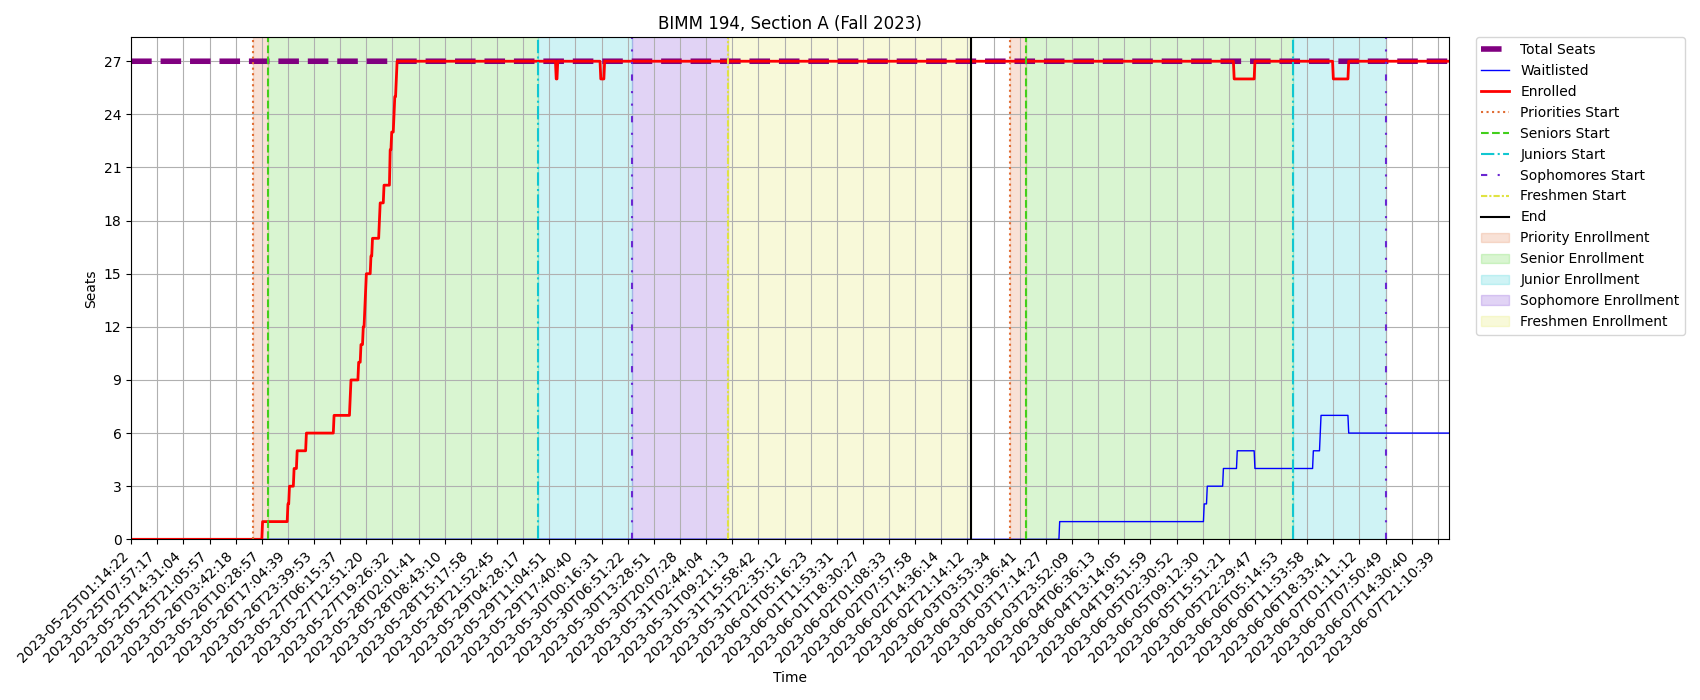 BIMM 194, Section A (Fall 2023)
Seats
27
24
21
18
15
12
9
6
3
0
2023-05-25T01:14:22
2023-05-25T07:57:17
2023-05-25T14:31:04
2023-05-25T21:05:57
2023-05-26T03:42:18
2023-05-26T10:28:57
2023-05-26T17:04:39
2023-05-26T23:39:53
2023-05-27T06:15:37
2023-05-27T12:51:20
2023-05-27T19:26:32
2023-05-28T02:01:41
2023-05-28T08:43:10
2023-05-28T15:17:58
2023-05-28T21:52:45
2023-05-29T04:28:17
2023-05-29T11:04:51
2023-05-29T17:40:40
2023-05-30T00:16:31
2023-05-30T06:51:22
2023-05-30T13:28:51
2023-05-30T20:07:28
2023-05-31T02:44:04
2023-05-31T09:21:13
2023-05-31T15:58:42
2023-05-31T22:35:12
2023-06-01T05:16:23
2023-06-01T11:53:31
2023-06-01T18:30:27
2023-06-02T01:08:33
2023-06-02T07:57:58
2023-06-02T14:36:14
2023-06-02T21:14:12
2023-06-03T03:53:34
2023-06-03T10:36:41
2023-06-03T17:14:27
2023-06-03T23:52:09
2023-06-04T06:36:13
2023-06-04T13:14:05
2023-06-04T19:51:59
2023-06-05T02:30:52
2023-06-05T09:12:30
2023-06-05T15:51:21
2023-06-05T22:29:47
2023-06-06T05:14:53
2023-06-06T11:53:58
2023-06-06T18:33:41
2023-06-07T01:11:12
2023-06-07T07:50:49
2023-06-07T14:30:40
2023-06-07T21:10:39
Time
Total Seats
Waitlisted
Enrolled
Priorities Start
Seniors Start
Juniors Start
Sophomores Start
Freshmen Start
End
Priority Enrollment
Senior Enrollment
Junior Enrollment
Sophomore Enrollment
Freshmen Enrollment